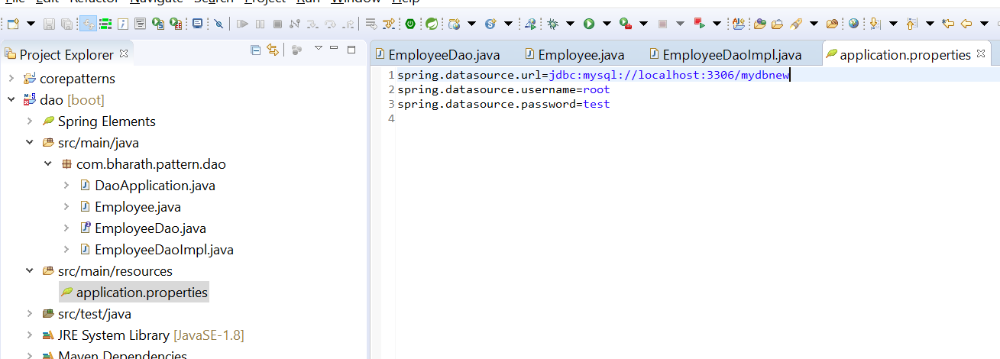 File Edit Refactor Navigate Search Project Run Window Help
Project Explorer
corepatterns
dao [boot]
Spring Elements
src/main/java
com.bharath.pattern.dao
DaoApplication.java
Employee.java
EmployeeDao.java
EmployeeDaoImpl.java
src/main/resources
application.properties
src/test/java
JRE System Library [JavaSE-1.8]
Maven Dependencies
EmployeeDao.java
Employee.java
EmployeeDaoImpl.java
application.properties
1 spring.datasource.url=jdbc:mysql://localhost:3306/mydbnew
2 spring.datasource.username=root
3 spring.datasource.password=test
4